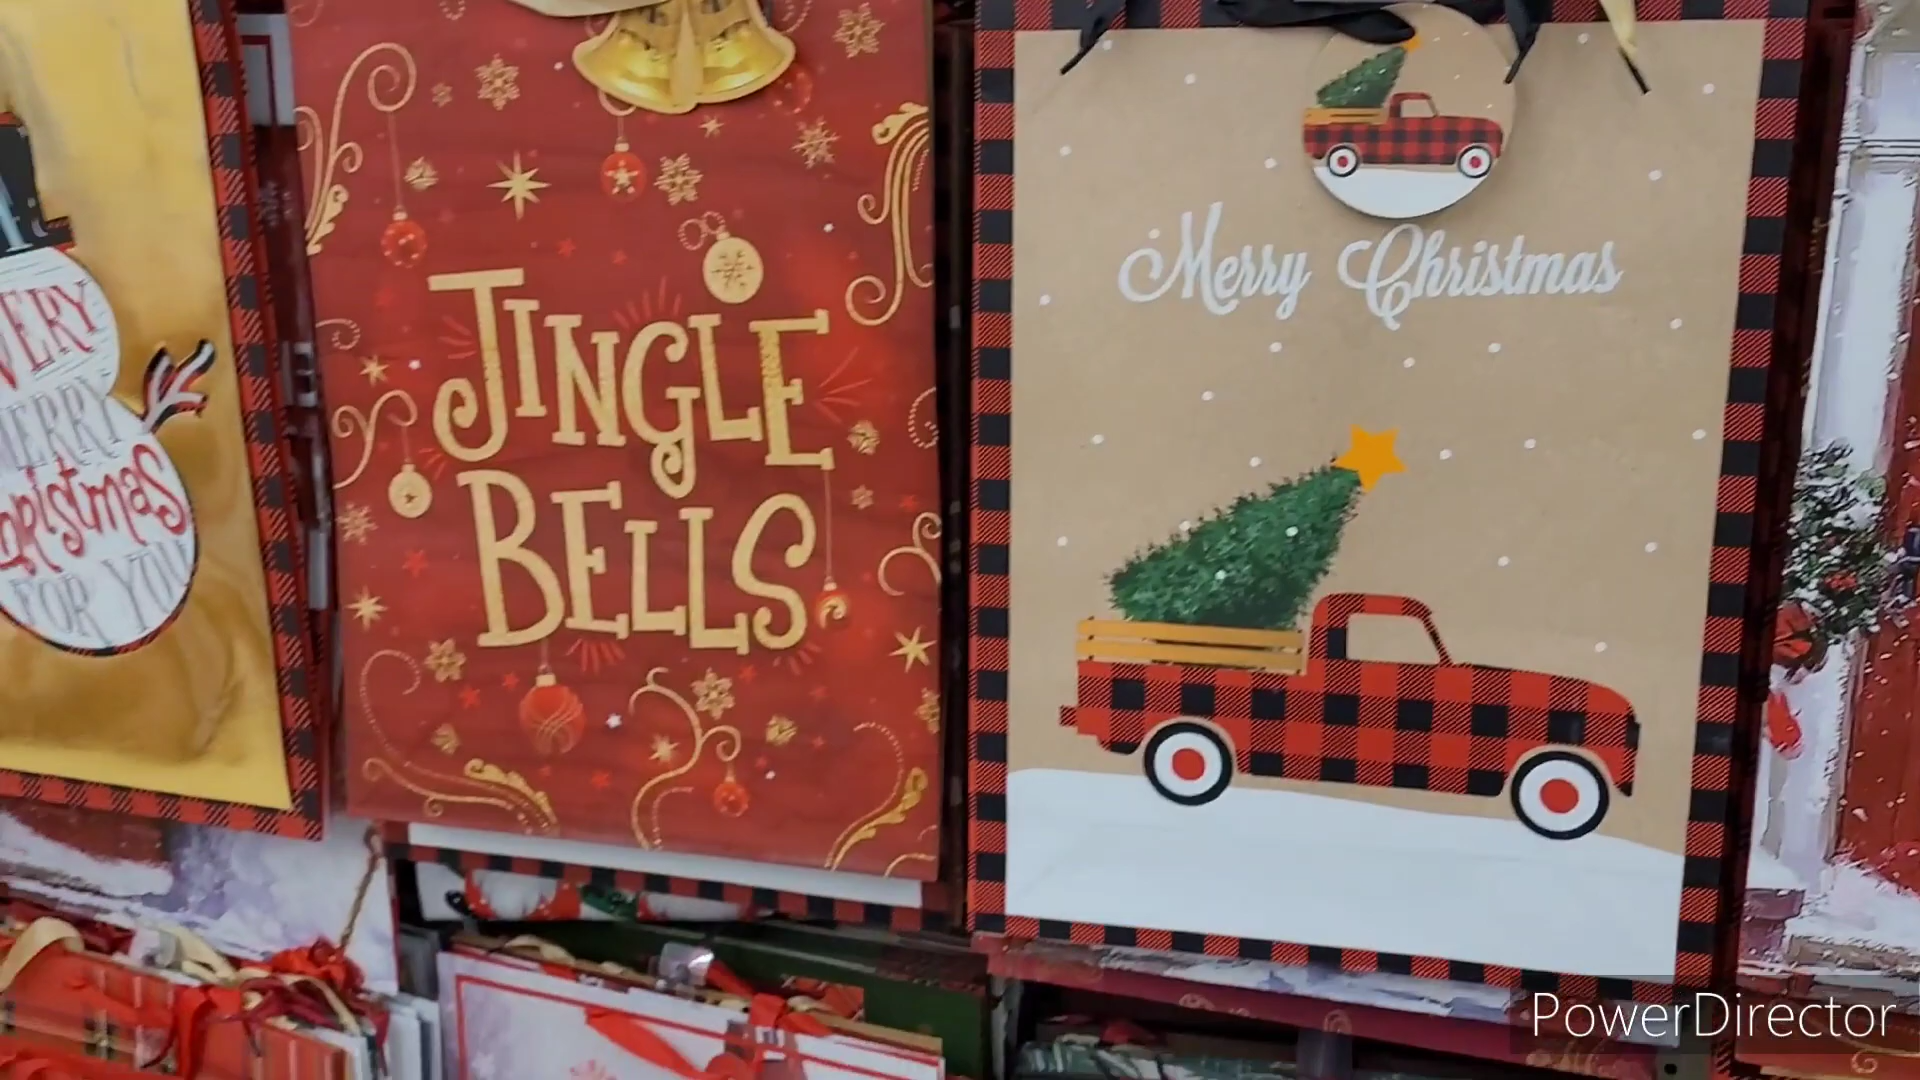 VERY
MERRY
Christmas
FOR YOU
JINGLE
BELLS
Merry Christmas
PowerDirector